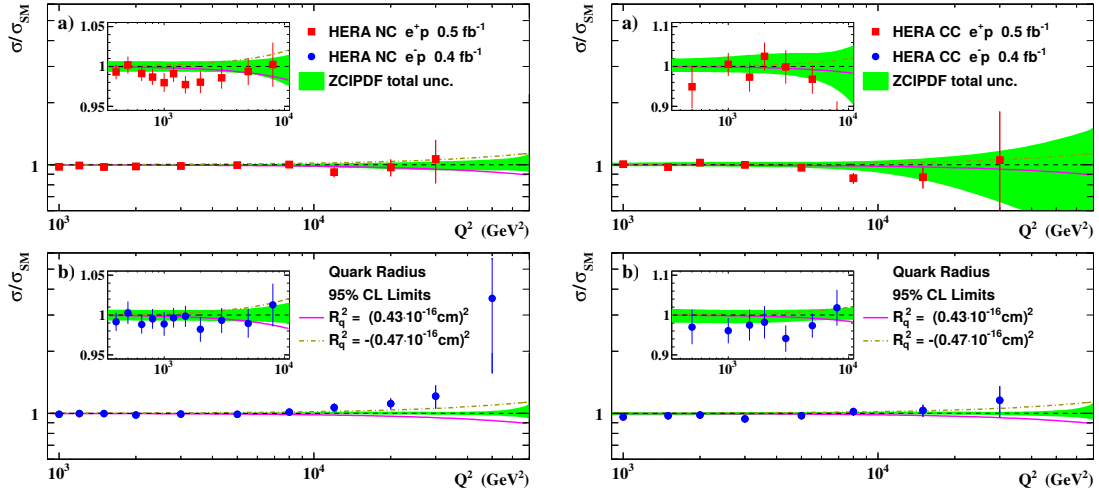 a)
σ/σSM
1.05
1
0.95
10³
10⁴
HERA NC e⁺p 0.5 fb⁻¹
HERA NC e⁻p 0.4 fb⁻¹
ZCIPDF total unc.
1
10³
10⁴
Q² (GeV²)
a)
σ/σSM
1.1
1
0.9
10³
10⁴
HERA CC e⁺p 0.5 fb⁻¹
HERA CC e⁻p 0.4 fb⁻¹
ZCIPDF total unc.
1
10³
10⁴
Q² (GeV²)
b)
σ/σSM
1.05
1
0.95
10³
10⁴
Quark Radius
95% CL Limits
R_q² = (0.43·10⁻¹⁶cm)²
R_q² = -(0.47·10⁻¹⁶cm)²
1
10³
10⁴
Q² (GeV²)
b)
σ/σSM
1.1
1
0.9
10³
10⁴
Quark Radius
95% CL Limits
R_q² = (0.43·10⁻¹⁶cm)²
R_q² = -(0.47·10⁻¹⁶cm)²
1
10³
10⁴
Q² (GeV²)